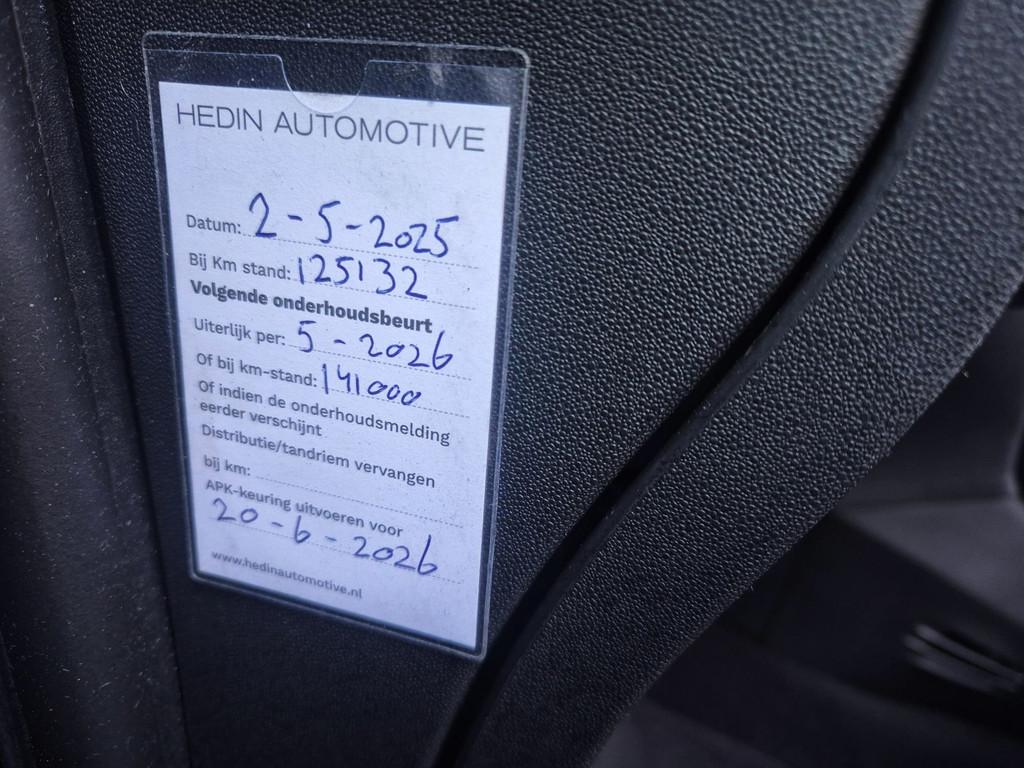 HEDIN AUTOMOTIVE
Datum: 2-5-2025
Bij Km stand: 125132
Volgende onderhoudsbeurt
Uiterlijk per: 5-2026
Of bij km-stand: 141000
Of indien de onderhoudsmelding
eerder verschijnt
Distributie/tandriem vervangen
bij km:
APK-keuring uitvoeren voor
20-6-2026
www.hedinautomotive.nl